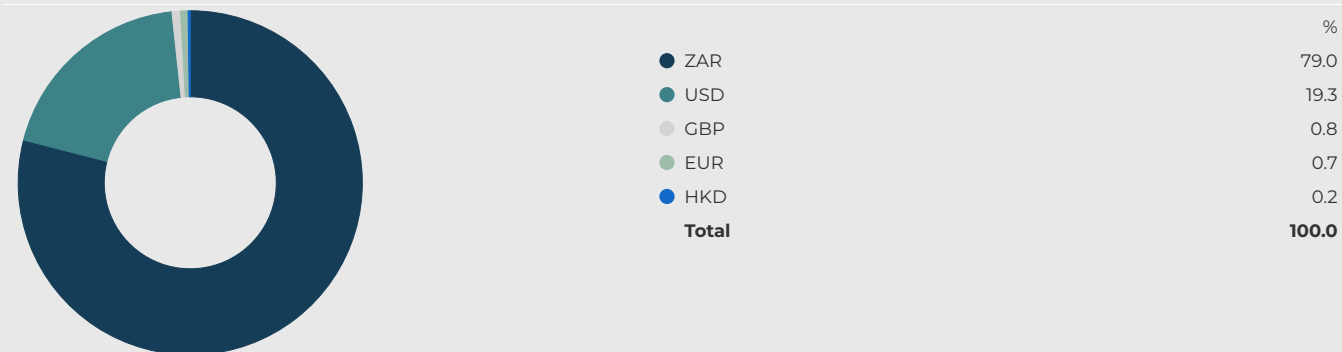 %
ZAR 79.0
USD 19.3
GBP 0.8
EUR 0.7
HKD 0.2
Total 100.0